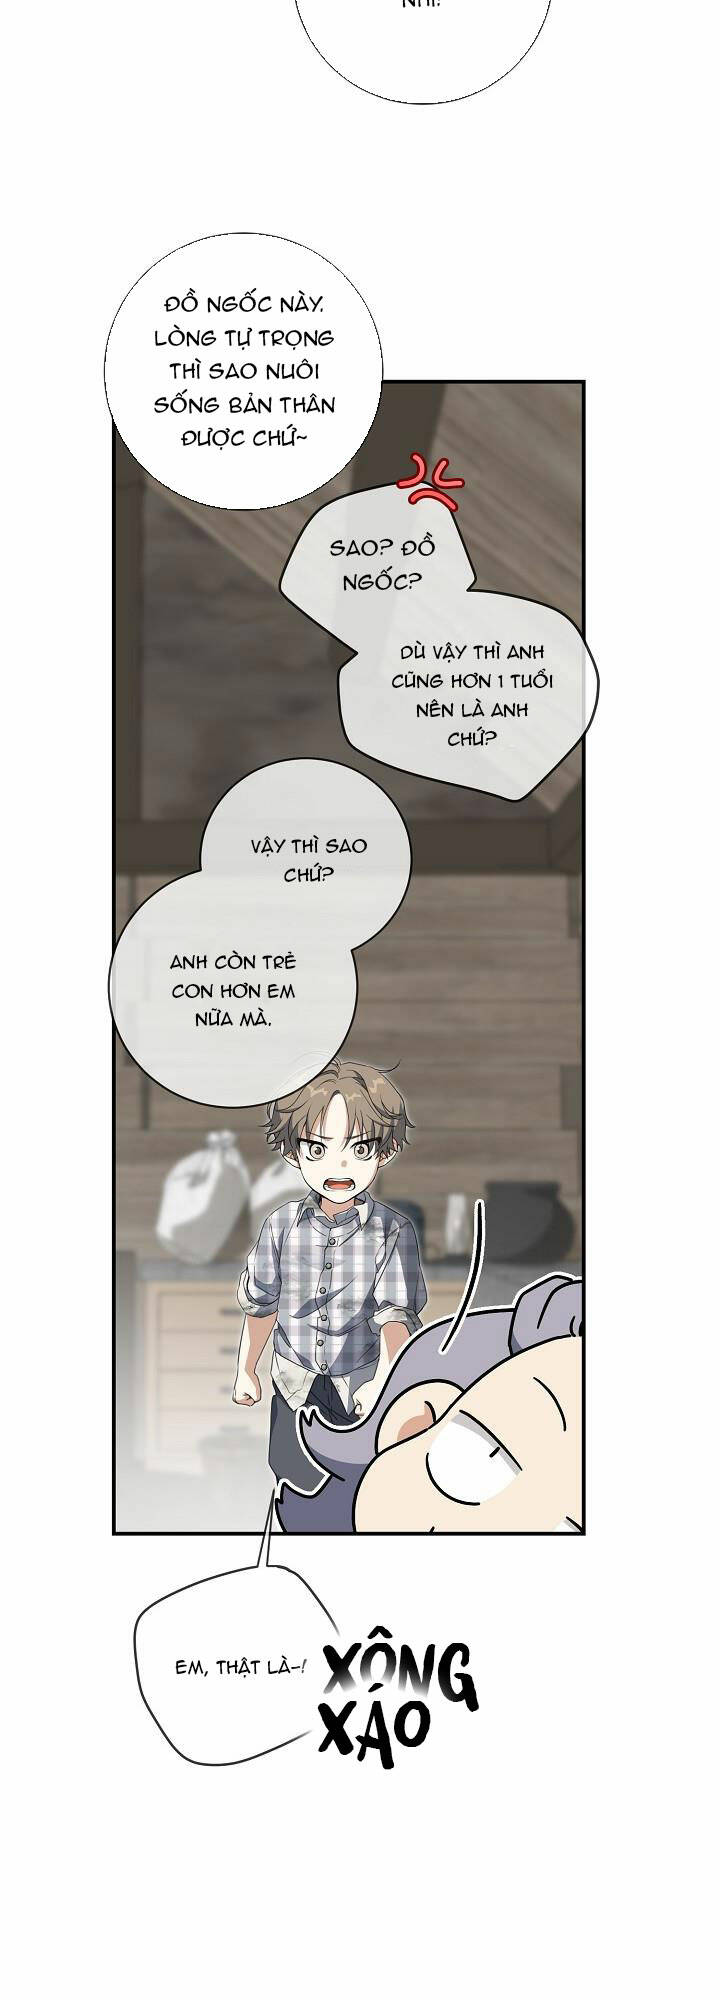 NHỈ?
ĐỒ NGỐC NÀY.
LÒNG TỰ TRỌNG
THÌ SAO NUÔI
SỐNG BẢN THÂN
ĐƯỢC CHỨ~
SAO? ĐỒ
NGỐC?
DÙ VẬY THÌ ANH
CŨNG HƠN 1 TUỔI
NÊN LÀ ANH
CHỨ?
VẬY THÌ SAO
CHỨ?
ANH CÒN TRẺ
CON HƠN EM
NỮA MÀ.
EM, THẬT LÀ-!
XÔNG
XÁO